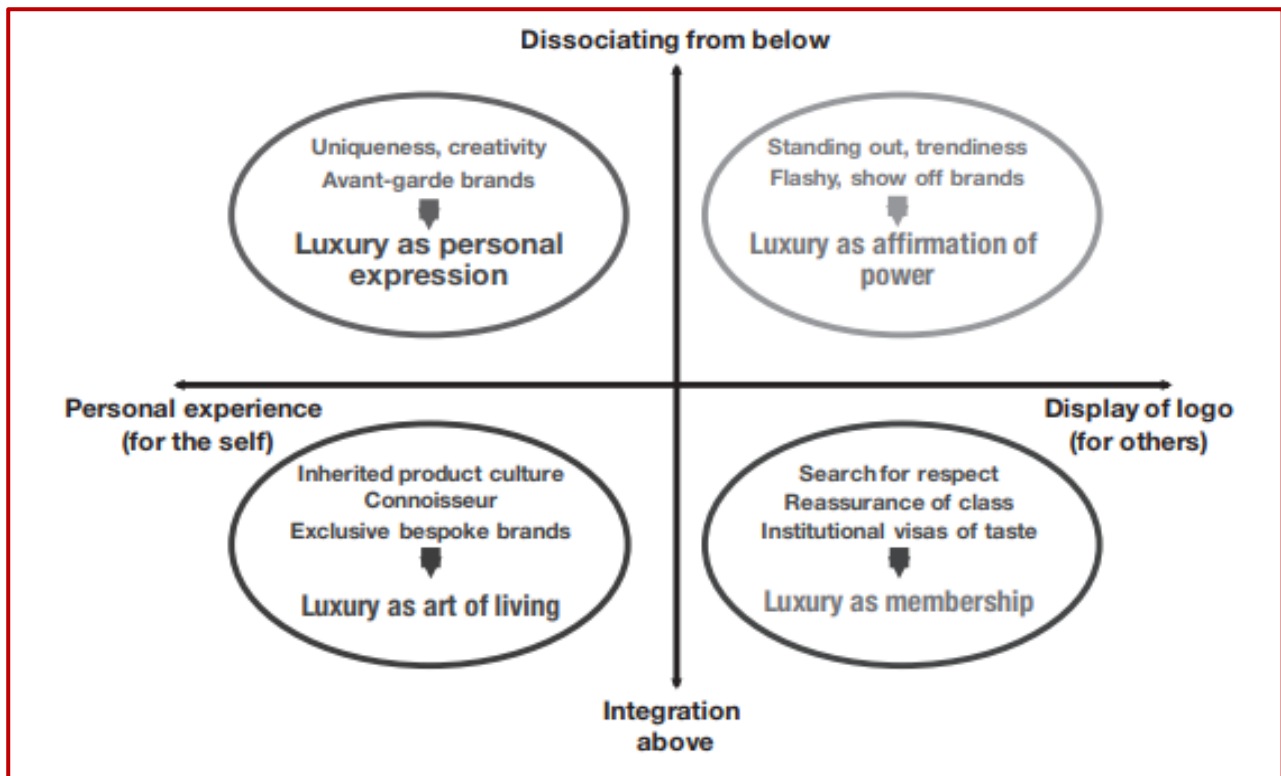 Dissociating from below
Uniqueness, creativity
Avant-garde brands
Luxury as personal
expression
Standing out, trendiness
Flashy, show off brands
Luxury as affirmation of
power
Personal experience
(for the self)
Display of logo
(for others)
Inherited product culture
Connoisseur
Exclusive bespoke brands
Luxury as art of living
Search for respect
Reassurance of class
Institutional visas of taste
Luxury as membership
Integration
above